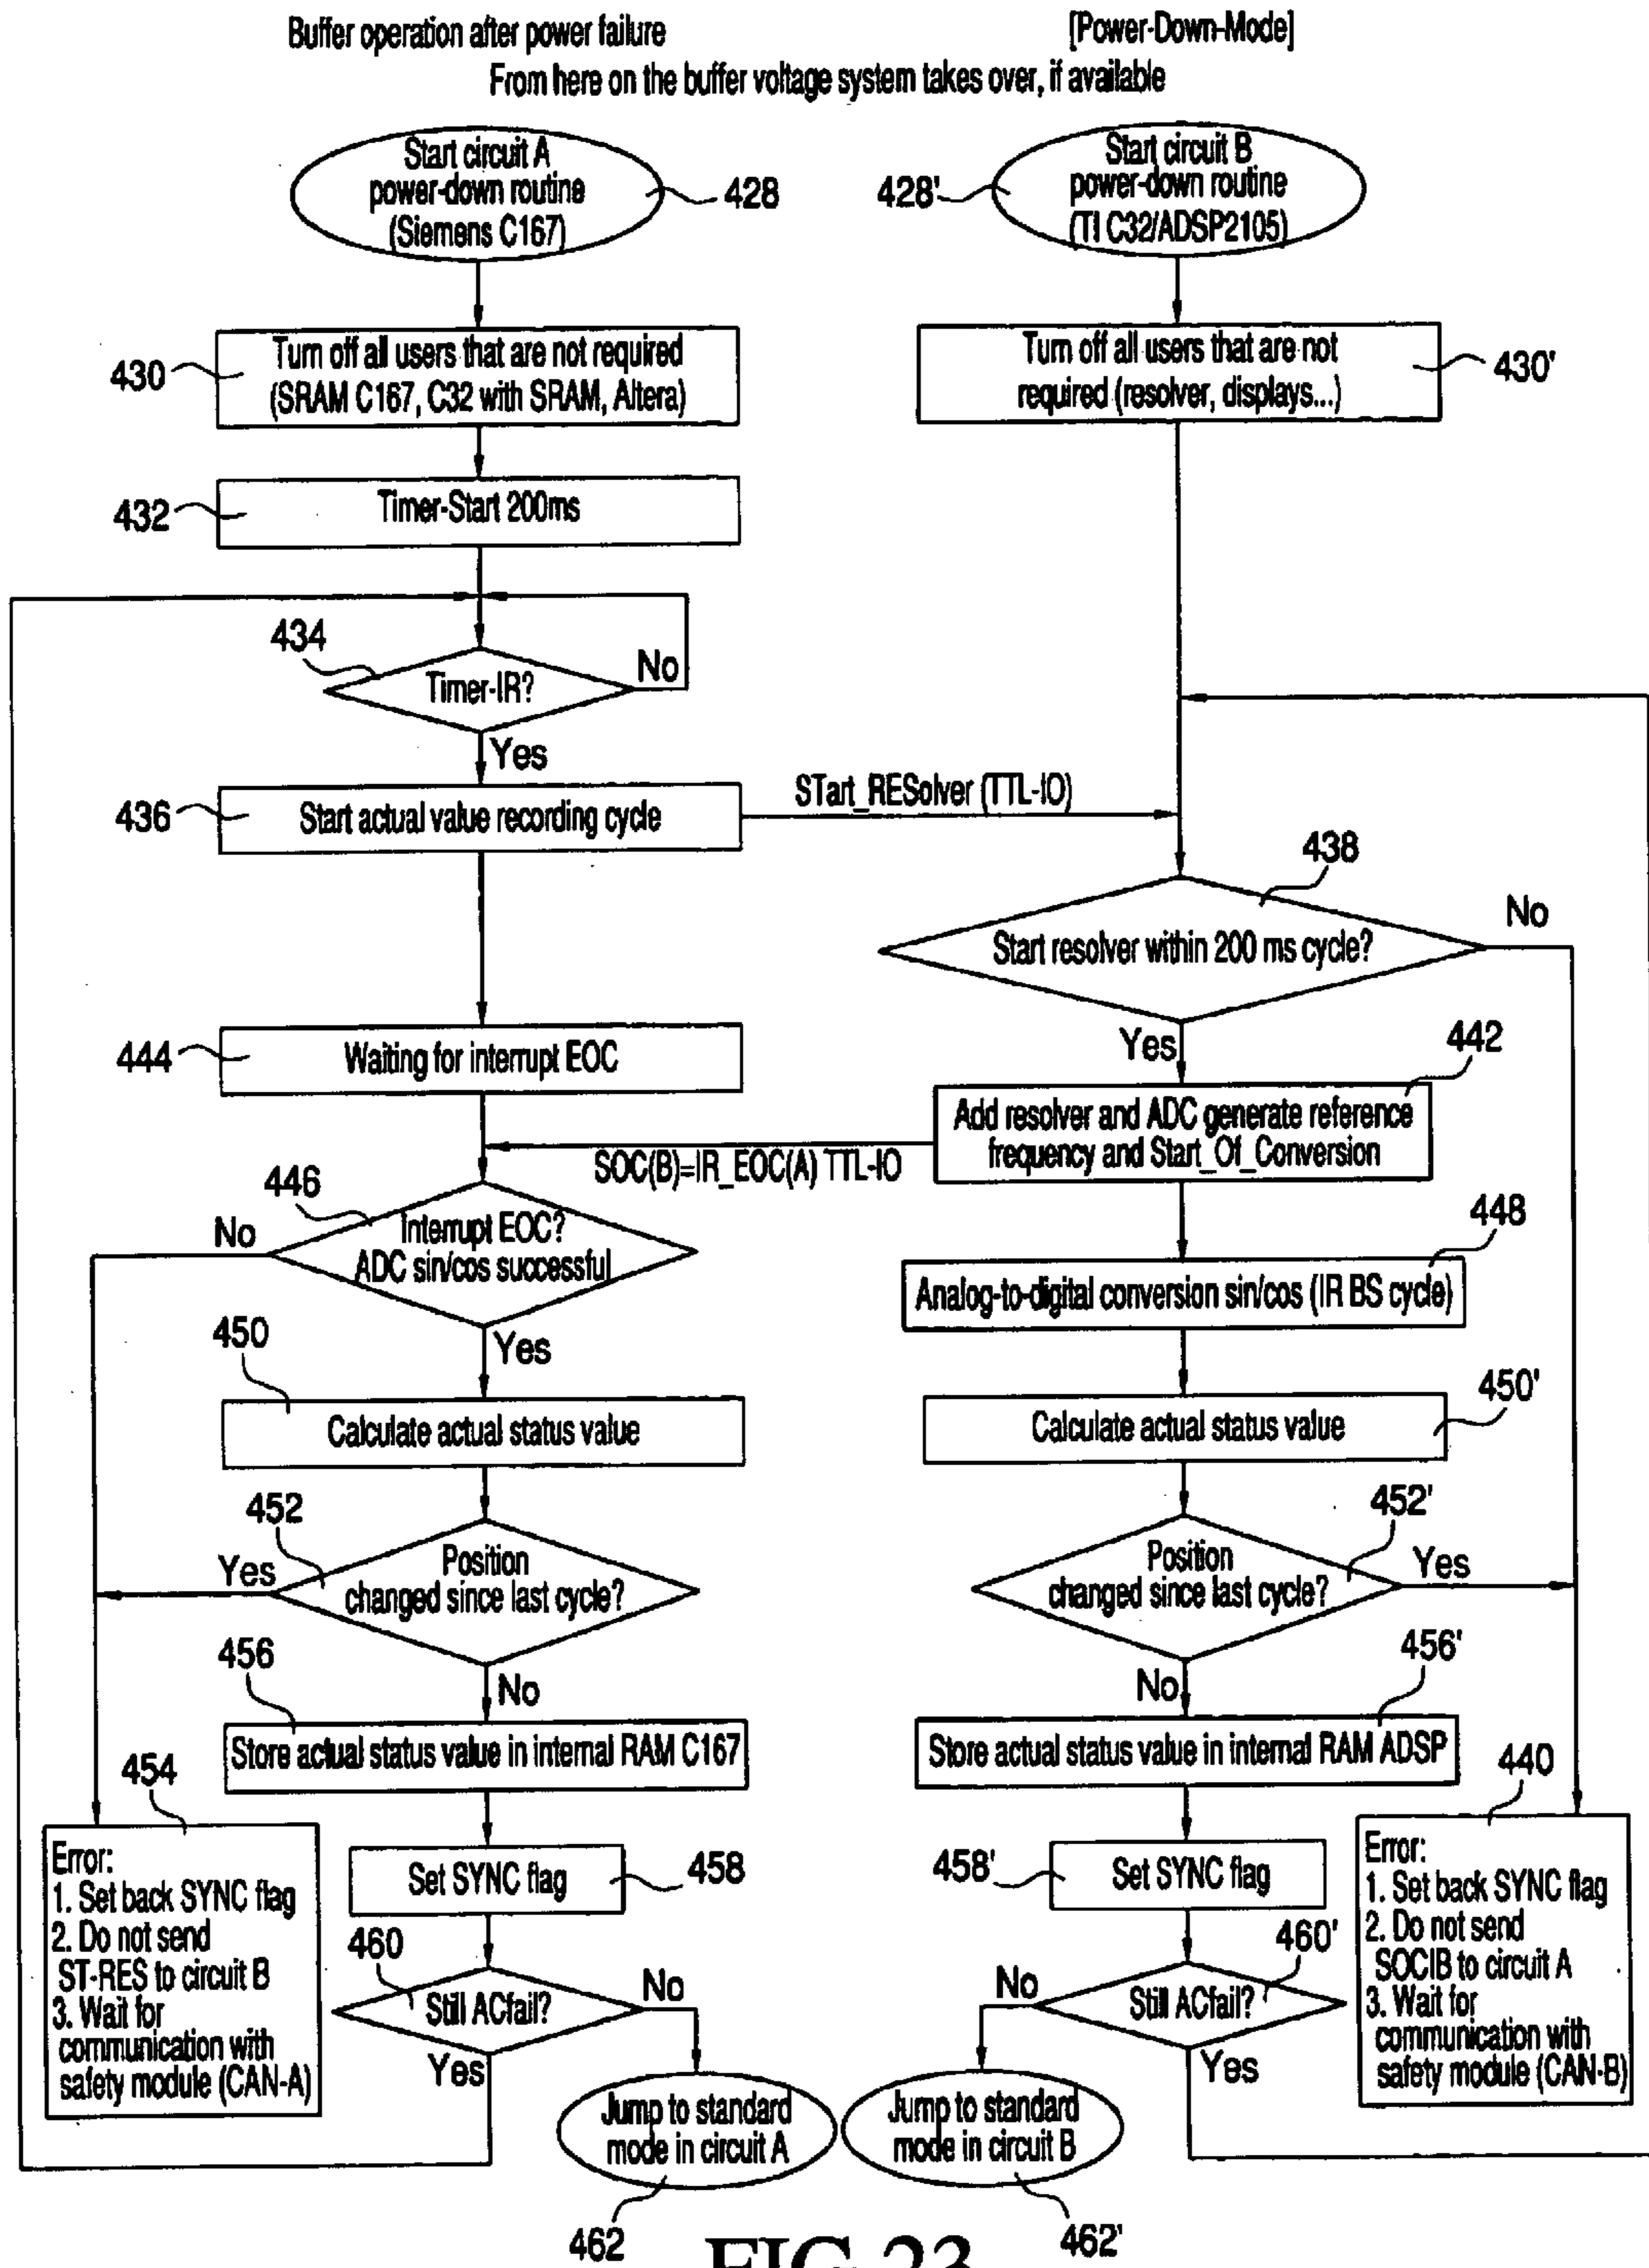 Buffer operation after power failure
[Power-Down-Mode]
From here on the buffer voltage system takes over, if available
Start circuit A
power-down routine
(Siemens C167)
428
428'
Start circuit B
power-down routine
(TI C32/ADSP2105)
430
Turn off all users that are not required
(SRAM C167, C32 with SRAM, Altera)
Turn off all users that are not
required (resolver, displays...)
430'
432
Timer-Start 200ms
434
Timer-IR?
No
Yes
436
Start actual value recording cycle
STart_RESolver (TTL-IO)
438
Start resolver within 200 ms cycle?
No
Yes
444
Waiting for interrupt EOC
442
Add resolver and ADC generate reference
frequency and Start_Of_Conversion
SOC(B)=IR_EOC(A) TTL-IO
446
Interrupt EOC?
ADC sin/cos successful
No
Yes
448
Analog-to-digital conversion sin/cos (IR BS cycle)
450
Calculate actual status value
450'
Calculate actual status value
452
Position
changed since last cycle?
Yes
No
452'
Position
changed since last cycle?
Yes
No
456
Store actual status value in internal RAM C167
456'
Store actual status value in internal RAM ADSP
454
Error:
1. Set back SYNC flag
2. Do not send
ST-RES to circuit B
3. Wait for
communication with
safety module (CAN-A)
Set SYNC flag
458
458'
Set SYNC flag
440
Error:
1. Set back SYNC flag
2. Do not send
SOCIB to circuit A
3. Wait for
communication with
safety module (CAN-B)
460
Still ACfail?
No
Yes
460'
Still ACfail?
No
Yes
Jump to standard
mode in circuit A
462
Jump to standard
mode in circuit B
462'
FIG 23